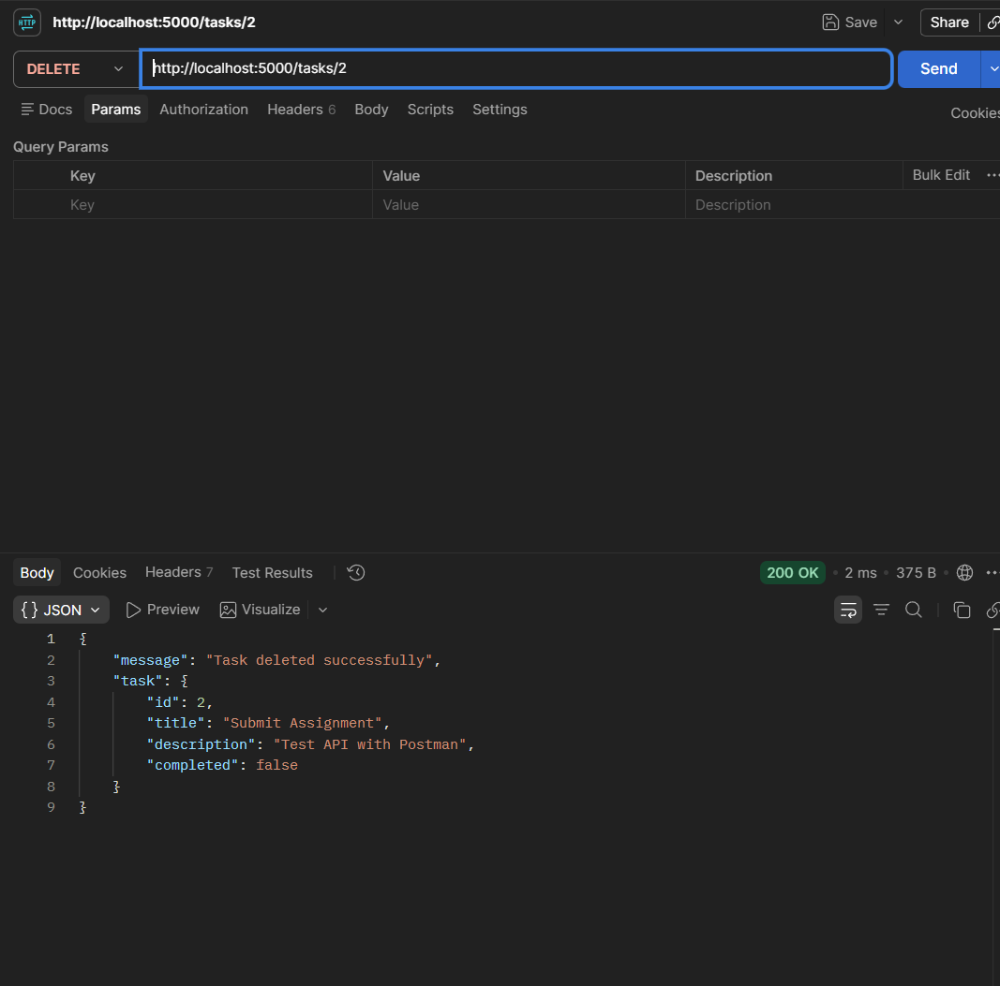 HTTP http://localhost:5000/tasks/2 Save Share
DELETE http://localhost:5000/tasks/2 Send
Docs Params Authorization Headers 6 Body Scripts Settings Cookies
Query Params
Key Value Description Bulk Edit
Key Value Description
Body Cookies Headers 7 Test Results 200 OK • 2 ms • 375 B •
{} JSON Preview Visualize
1 {
2 "message": "Task deleted successfully",
3 "task": {
4 "id": 2,
5 "title": "Submit Assignment",
6 "description": "Test API with Postman",
7 "completed": false
8 }
9 }